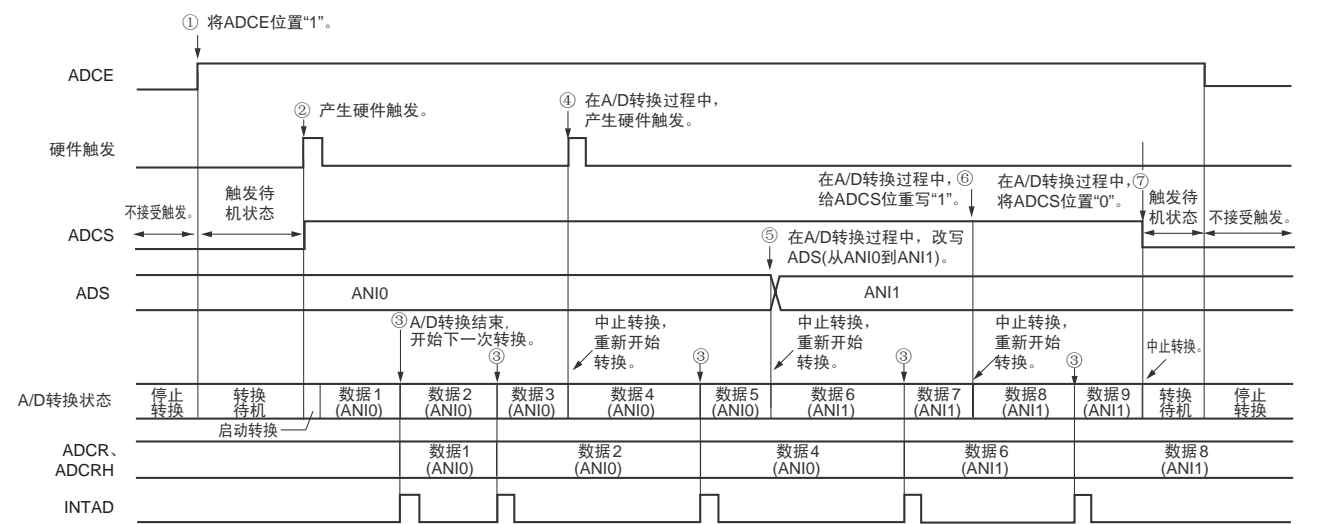 ① 将ADCE位置“1”。
ADCE
② 产生硬件触发。
④ 在A/D转换过程中，
产生硬件触发。
硬件触发
不接受触发。
触发待
机状态
在A/D转换过程中，⑥
给ADCS位重写“1”。
在A/D转换过程中，⑦
将ADCS位置“0”。
触发待
机状态
不接受触发。
ADCS
⑤ 在A/D转换过程中，改写
ADS(从ANI0到ANI1)。
ADS
ANI0
ANI1
③ A/D转换结束，
开始下一次转换。
③
中止转换，
重新开始
转换。
③
中止转换，
重新开始
转换。
③
中止转换，
重新开始
转换。
③
中止转换。
A/D转换状态
停止
转换
转换
待机
启动转换
数据1
(ANI0)
数据2
(ANI0)
数据3
(ANI0)
数据4
(ANI0)
数据5
(ANI0)
数据6
(ANI1)
数据7
(ANI1)
数据8
(ANI1)
数据9
(ANI1)
转换
待机
停止
转换
ADCR、
ADCRH
数据1
(ANI0)
数据2
(ANI0)
数据4
(ANI0)
数据6
(ANI1)
数据8
(ANI1)
INTAD